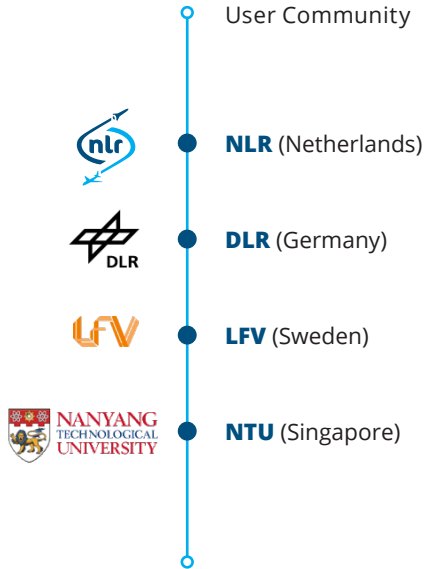 User Community
nlr
NLR (Netherlands)
DLR
DLR (Germany)
LFV
LFV (Sweden)
NANYANG
TECHNOLOGICAL
UNIVERSITY
NTU (Singapore)